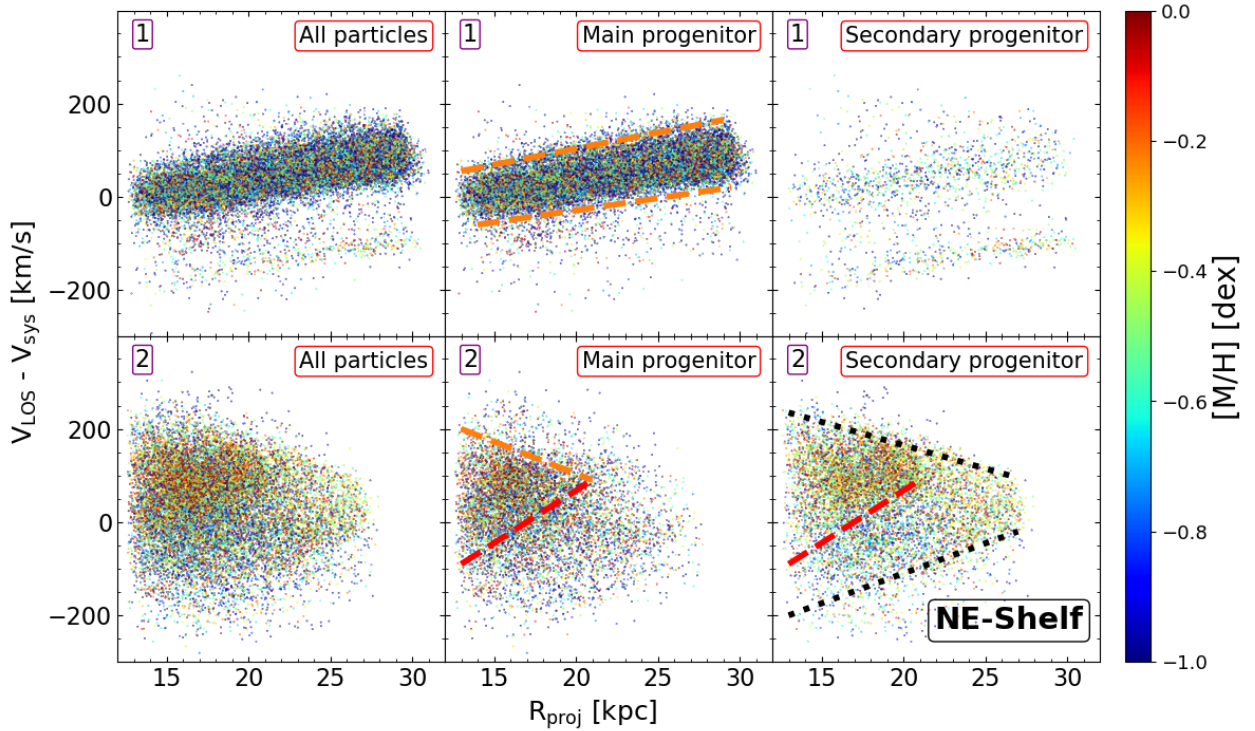 1 All particles 1 Main progenitor 1 Secondary progenitor
200
0
−200
2 All particles 2 Main progenitor 2 Secondary progenitor
200
0
−200
NE-Shelf
15 20 25 30 15 20 25 30 15 20 25 30
R_proj [kpc]
V_LOS - V_sys [km/s]
0.0
−0.2
−0.4
−0.6
−0.8
−1.0
[M/H] [dex]